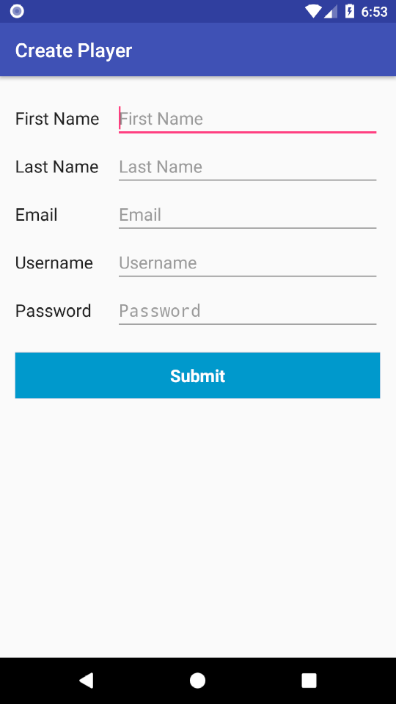 6:53
Create Player
First Name First Name
Last Name Last Name
Email Email
Username Username
Password Password
Submit